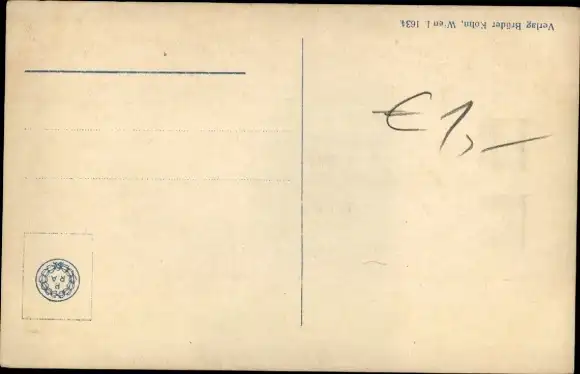 Verlag Brüder Kohn, Wien I. 1634.
€ 1,—